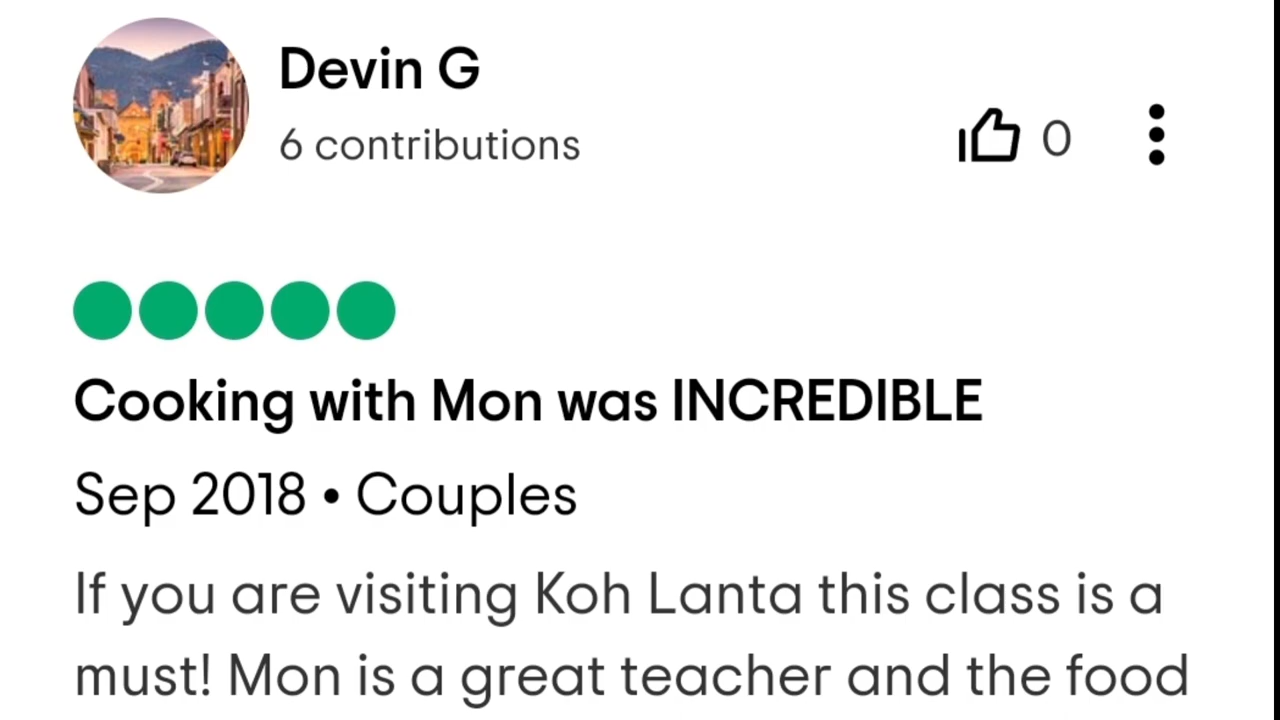 Devin G
6 contributions
0
Cooking with Mon was INCREDIBLE
Sep 2018 • Couples
If you are visiting Koh Lanta this class is a
must! Mon is a great teacher and the food